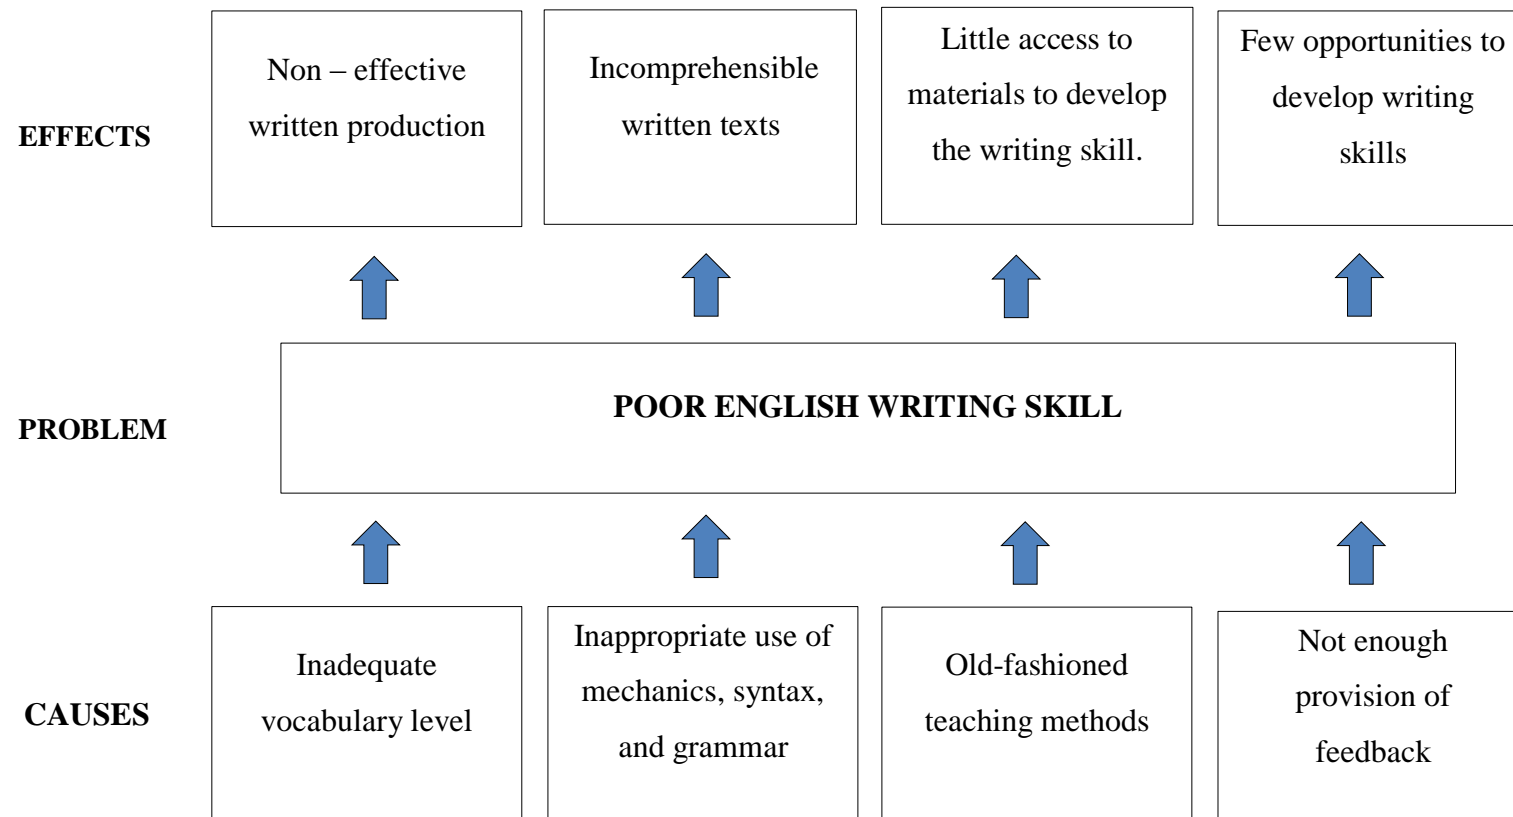 EFFECTS
Non – effective
written production
Incomprehensible
written texts
Little access to
materials to develop
the writing skill.
Few opportunities to
develop writing
skills
PROBLEM
POOR ENGLISH WRITING SKILL
CAUSES
Inadequate
vocabulary level
Inappropriate use of
mechanics, syntax,
and grammar
Old-fashioned
teaching methods
Not enough
provision of
feedback